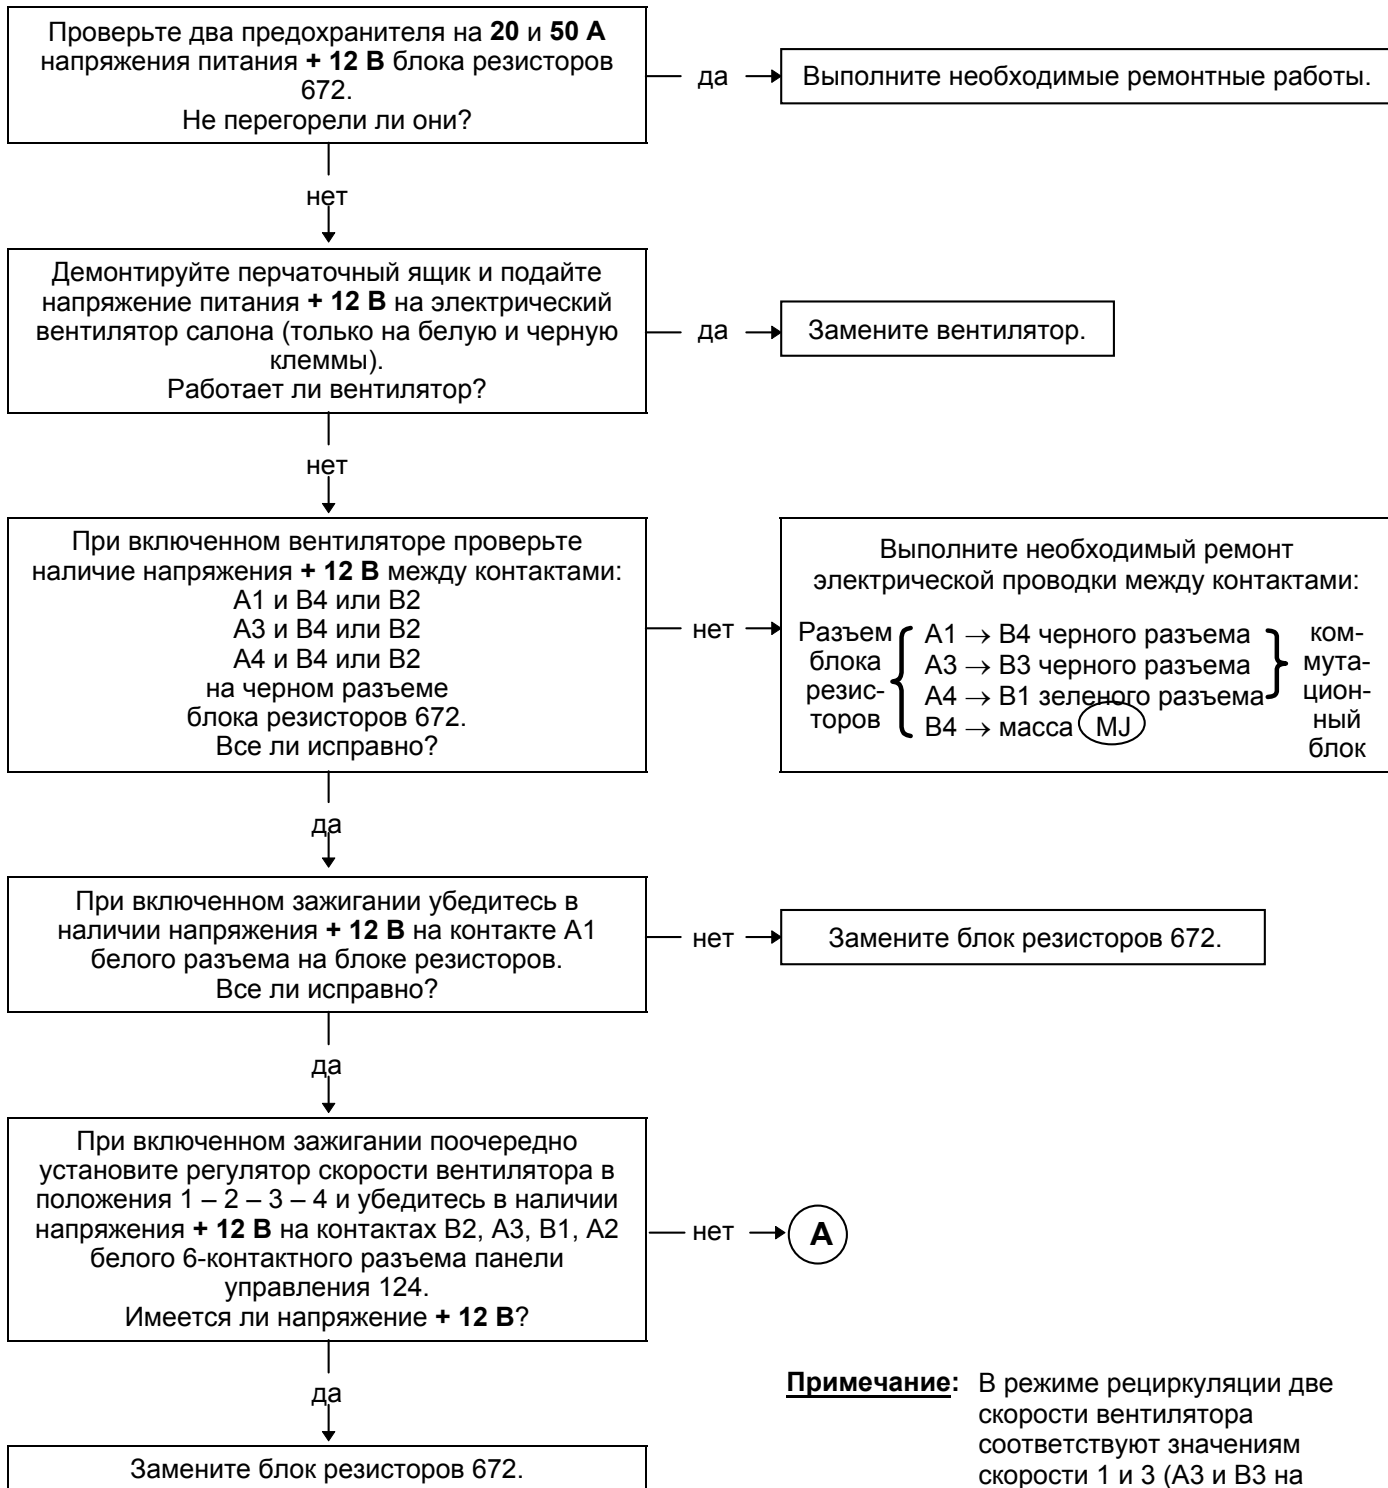 Проверьте два предохранителя на 20 и 50 А
напряжения питания + 12 В блока резисторов
672.
Не перегорели ли они?
да
Выполните необходимые ремонтные работы.
нет
Демонтируйте перчаточный ящик и подайте
напряжение питания + 12 В на электрический
вентилятор салона (только на белую и черную
клеммы).
Работает ли вентилятор?
да
Замените вентилятор.
нет
При включенном вентиляторе проверьте
наличие напряжения + 12 В между контактами:
А1 и В4 или В2
А3 и В4 или В2
А4 и В4 или В2
на черном разъеме
блока резисторов 672.
Все ли исправно?
нет
Выполните необходимый ремонт
электрической проводки между контактами:
Разъем
блока
резис-
торов
А1 → В4 черного разъема
А3 → В3 черного разъема
А4 → В1 зеленого разъема
В4 → масса MJ
ком-
мута-
цион-
ный
блок
да
При включенном зажигании убедитесь в
наличии напряжения + 12 В на контакте А1
белого разъема на блоке резисторов.
Все ли исправно?
нет
Замените блок резисторов 672.
да
При включенном зажигании поочередно
установите регулятор скорости вентилятора в
положения 1 – 2 – 3 – 4 и убедитесь в наличии
напряжения + 12 В на контактах В2, А3, В1, А2
белого 6-контактного разъема панели
управления 124.
Имеется ли напряжение + 12 В?
нет
А
да
Замените блок резисторов 672.
Примечание: В режиме рециркуляции две
скорости вентилятора
соответствуют значениям
скорости 1 и 3 (А3 и В3 на